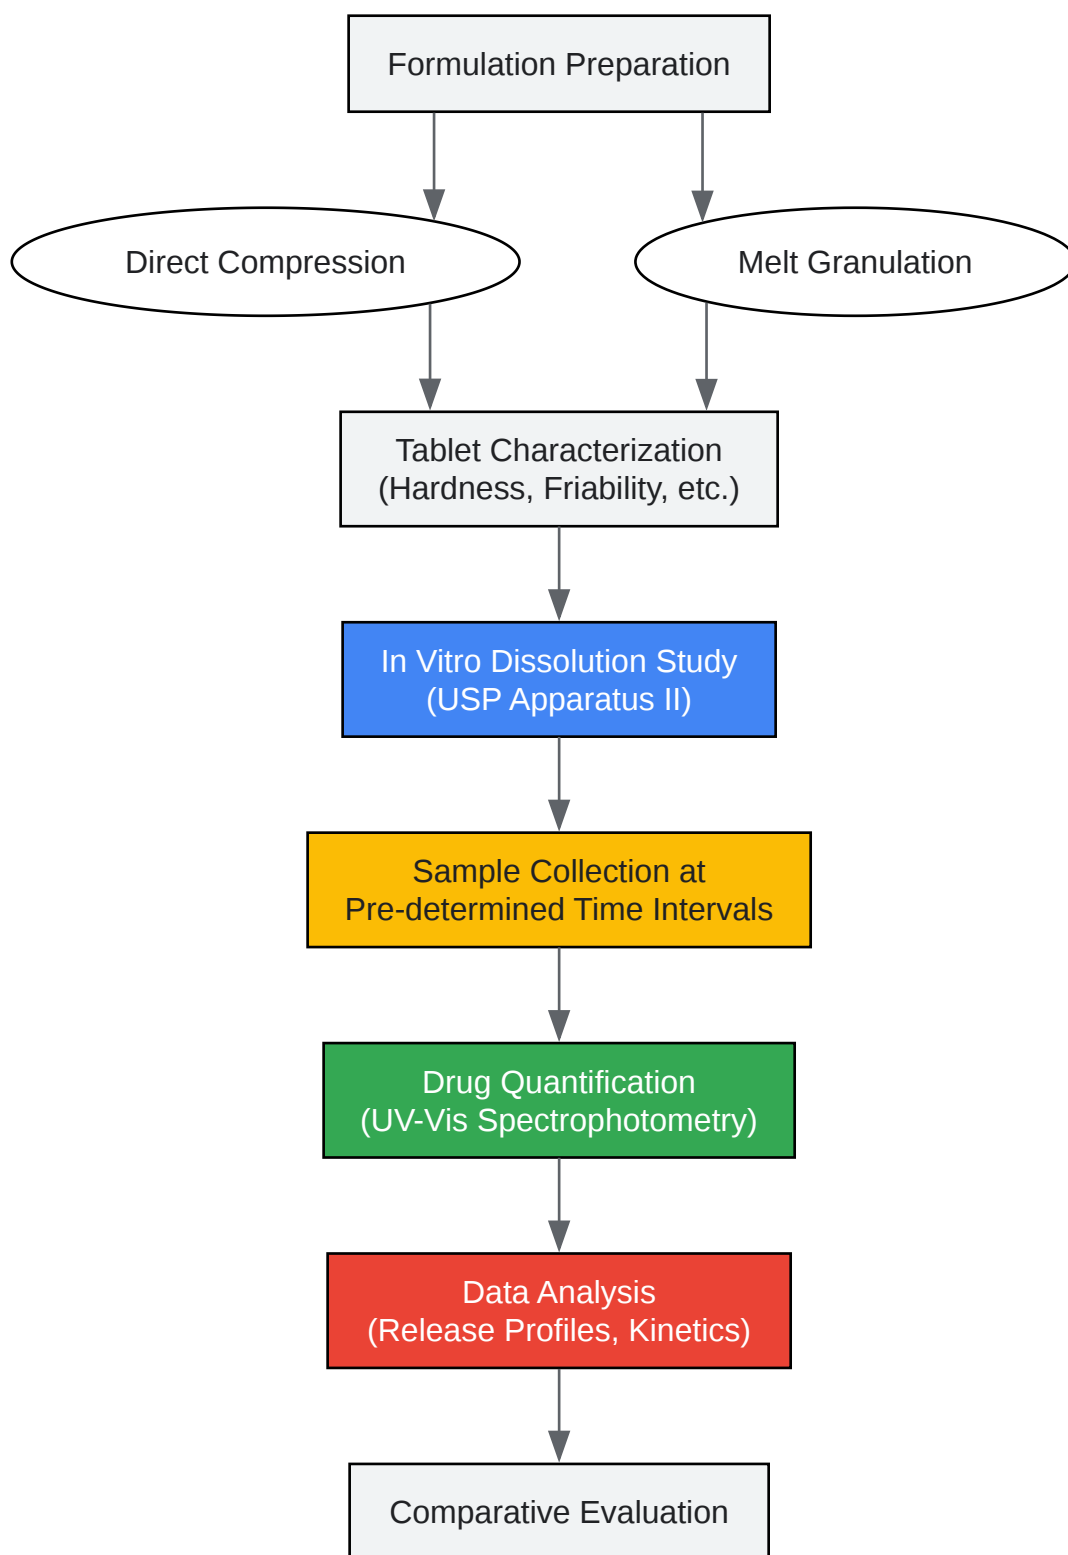 Formulation Preparation
Direct Compression
Melt Granulation
Tablet Characterization
(Hardness, Friability, etc.)
In Vitro Dissolution Study
(USP Apparatus II)
Sample Collection at
Pre-determined Time Intervals
Drug Quantification
(UV-Vis Spectrophotometry)
Data Analysis
(Release Profiles, Kinetics)
Comparative Evaluation